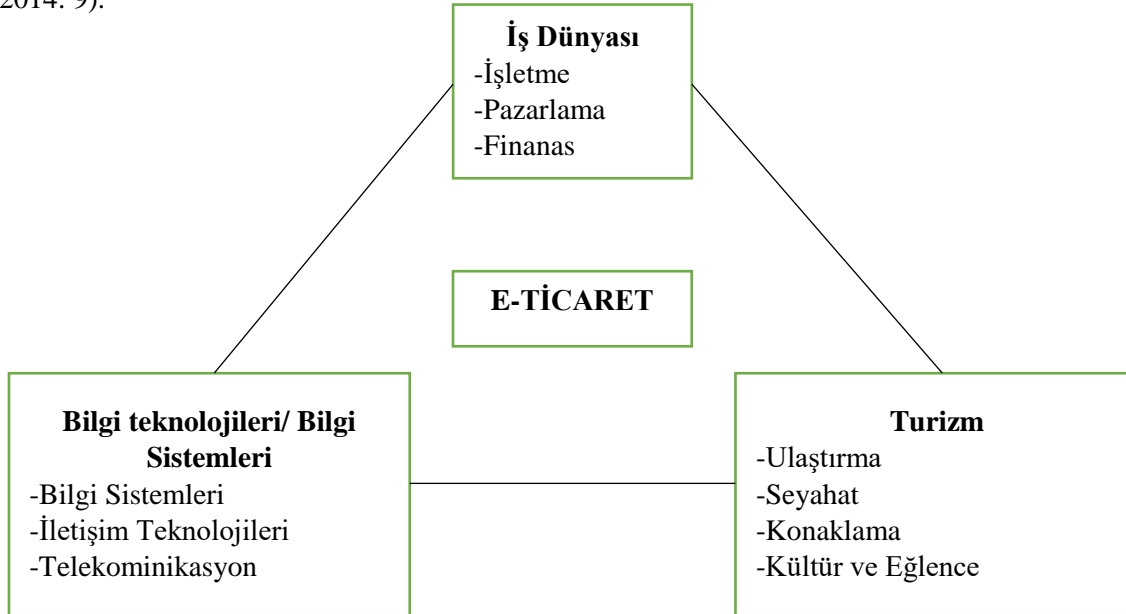 2014: 9).
İş Dünyası
-İşletme
-Pazarlama
-Finanas
E-TİCARET
Bilgi teknolojileri/ Bilgi
Sistemleri
-Bilgi Sistemleri
-İletişim Teknolojileri
-Telekominikasyon
Turizm
-Ulaştırma
-Seyahat
-Konaklama
-Kültür ve Eğlence